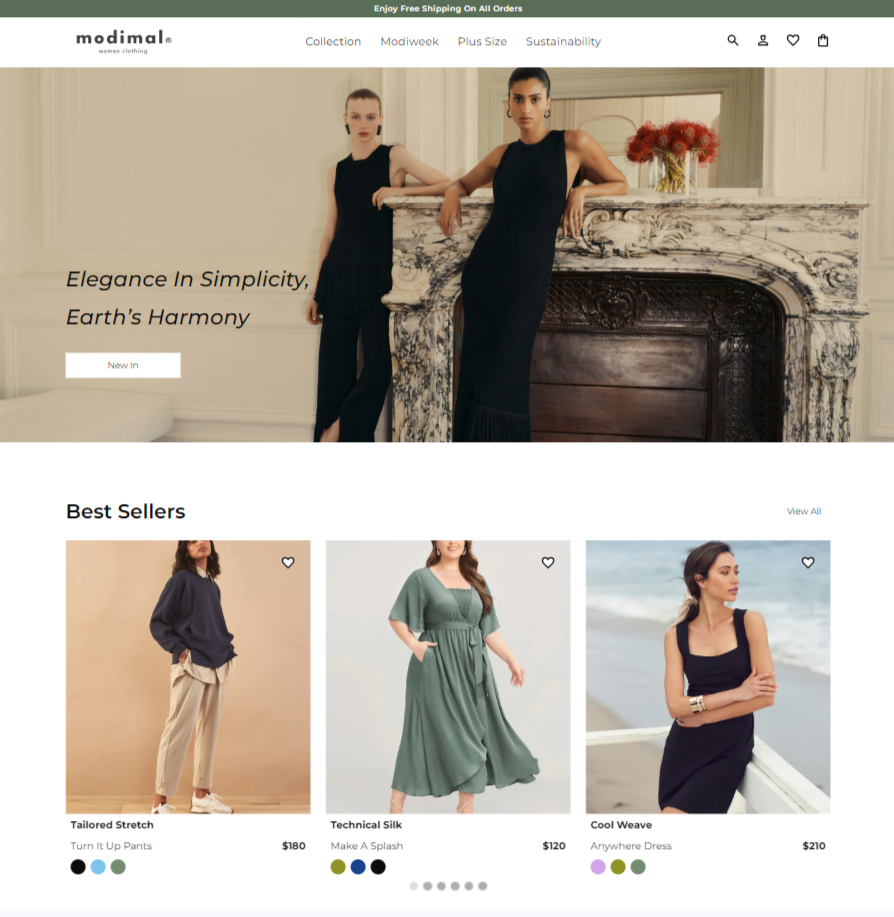 Enjoy Free Shipping On All Orders
modimal
women clothing
Collection Modiweek Plus Size Sustainability
Elegance In Simplicity,
Earth's Harmony
New In
Best Sellers
View All
Tailored Stretch
Turn It Up Pants $180
Technical Silk
Make A Splash $120
Cool Weave
Anywhere Dress $210